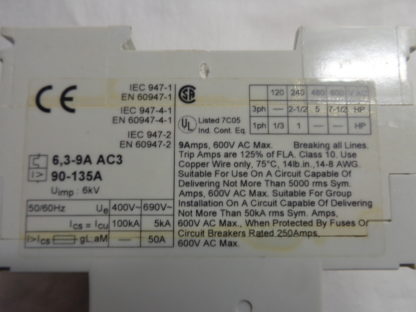 CE
IEC 947-1
EN 60947-1
IEC 947-4-1
EN 60947-4-1
IEC 947-2
EN 60947-2
6,3-9A AC3
I> 90-135A
Uimp : 6kV
50/60Hz Ue 400V~ 690V~
Ics = Icu 100kA 5kA
I>Ics gL,aM — 50A
SA
UL Listed 7C05
Ind. Cont. Eq.
120 240 480 600 V AC
3ph — 2-1/2 5 7-1/2 HP
1ph 1/3 1 — — HP
9Amps, 600V AC Max. Breaking all Lines.
Trip Amps are 125% of FLA. Class 10. Use
Copper Wire only, 75°C, 14lb.in.,14-8 AWG.
Suitable For Use On A Circuit Capable Of
Delivering Not More Than 5000 rms Sym.
Amps, 600V AC Max. Suitable For Group
Installation On A Circuit Capable Of Delivering
Not More Than 50kA rms Sym. Amps,
600V AC Max., When Protected By Fuses Or
Circuit Breakers Rated 250Amps,
600V AC Max.